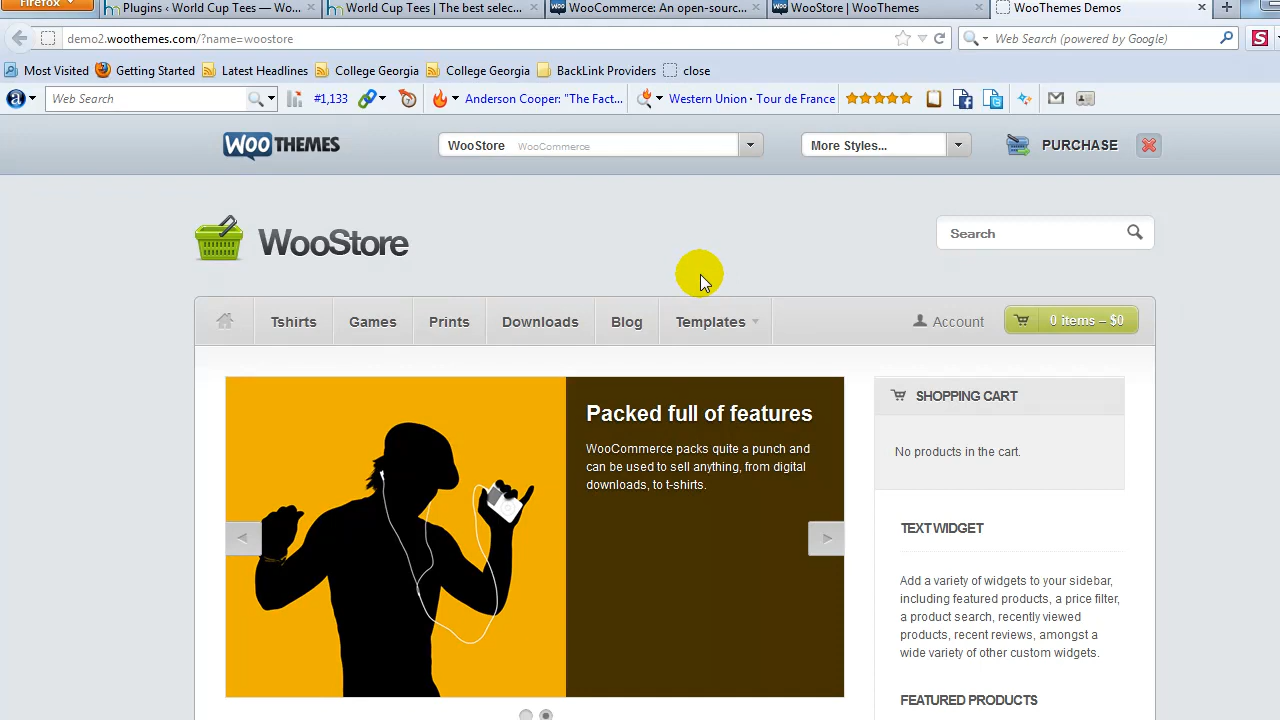 Firefox
Plugins ‹ World Cup Tees — Wo...
World Cup Tees | The best selec...
WooCommerce: An open-sourc...
WooStore | WooThemes
WooThemes Demos
demo2.woothemes.com/?name=woostore
Web Search (powered by Google)
Most Visited
Getting Started
Latest Headlines
College Georgia
College Georgia
BackLink Providers
close
Web Search
#1,133
Anderson Cooper: "The Fact...
Western Union · Tour de France
WOOTHEMES
WooStore WooCommerce
More Styles...
PURCHASE
WooStore
Search
Tshirts
Games
Prints
Downloads
Blog
Templates
Account
0 items – $0
Packed full of features
WooCommerce packs quite a punch and
can be used to sell anything, from digital
downloads, to t-shirts.
SHOPPING CART
No products in the cart.
TEXT WIDGET
Add a variety of widgets to your sidebar,
including featured products, a price filter,
a product search, recently viewed
products, recent reviews, amongst a
wide variety of other custom widgets.
FEATURED PRODUCTS